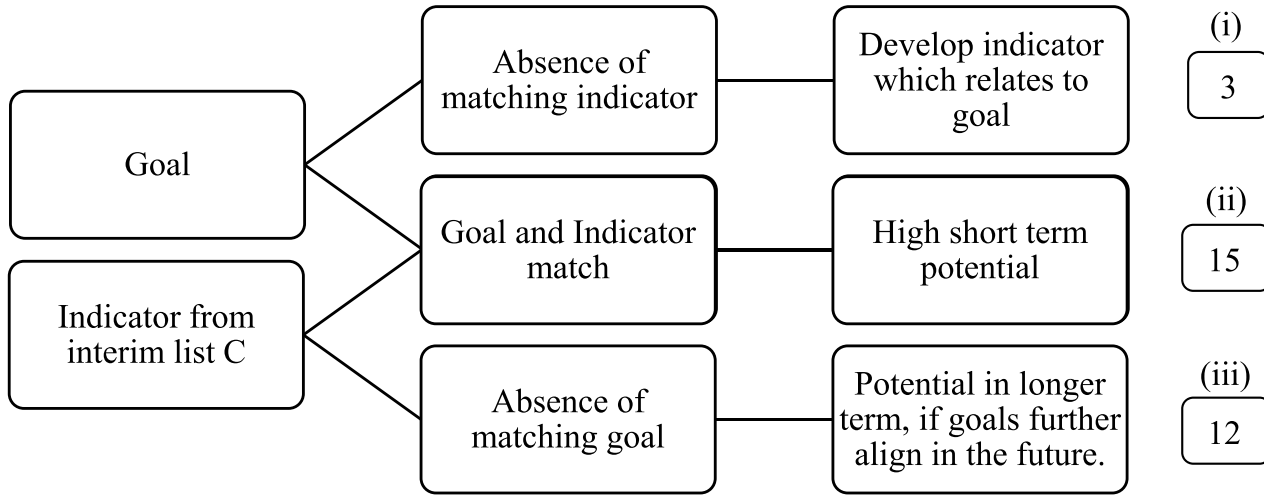 Goal
Indicator from
interim list C
Absence of
matching indicator
Goal and Indicator
match
Absence of
matching goal
Develop indicator
which relates to
goal
High short term
potential
Potential in longer
term, if goals further
align in the future.
(i)
3
(ii)
15
(iii)
12